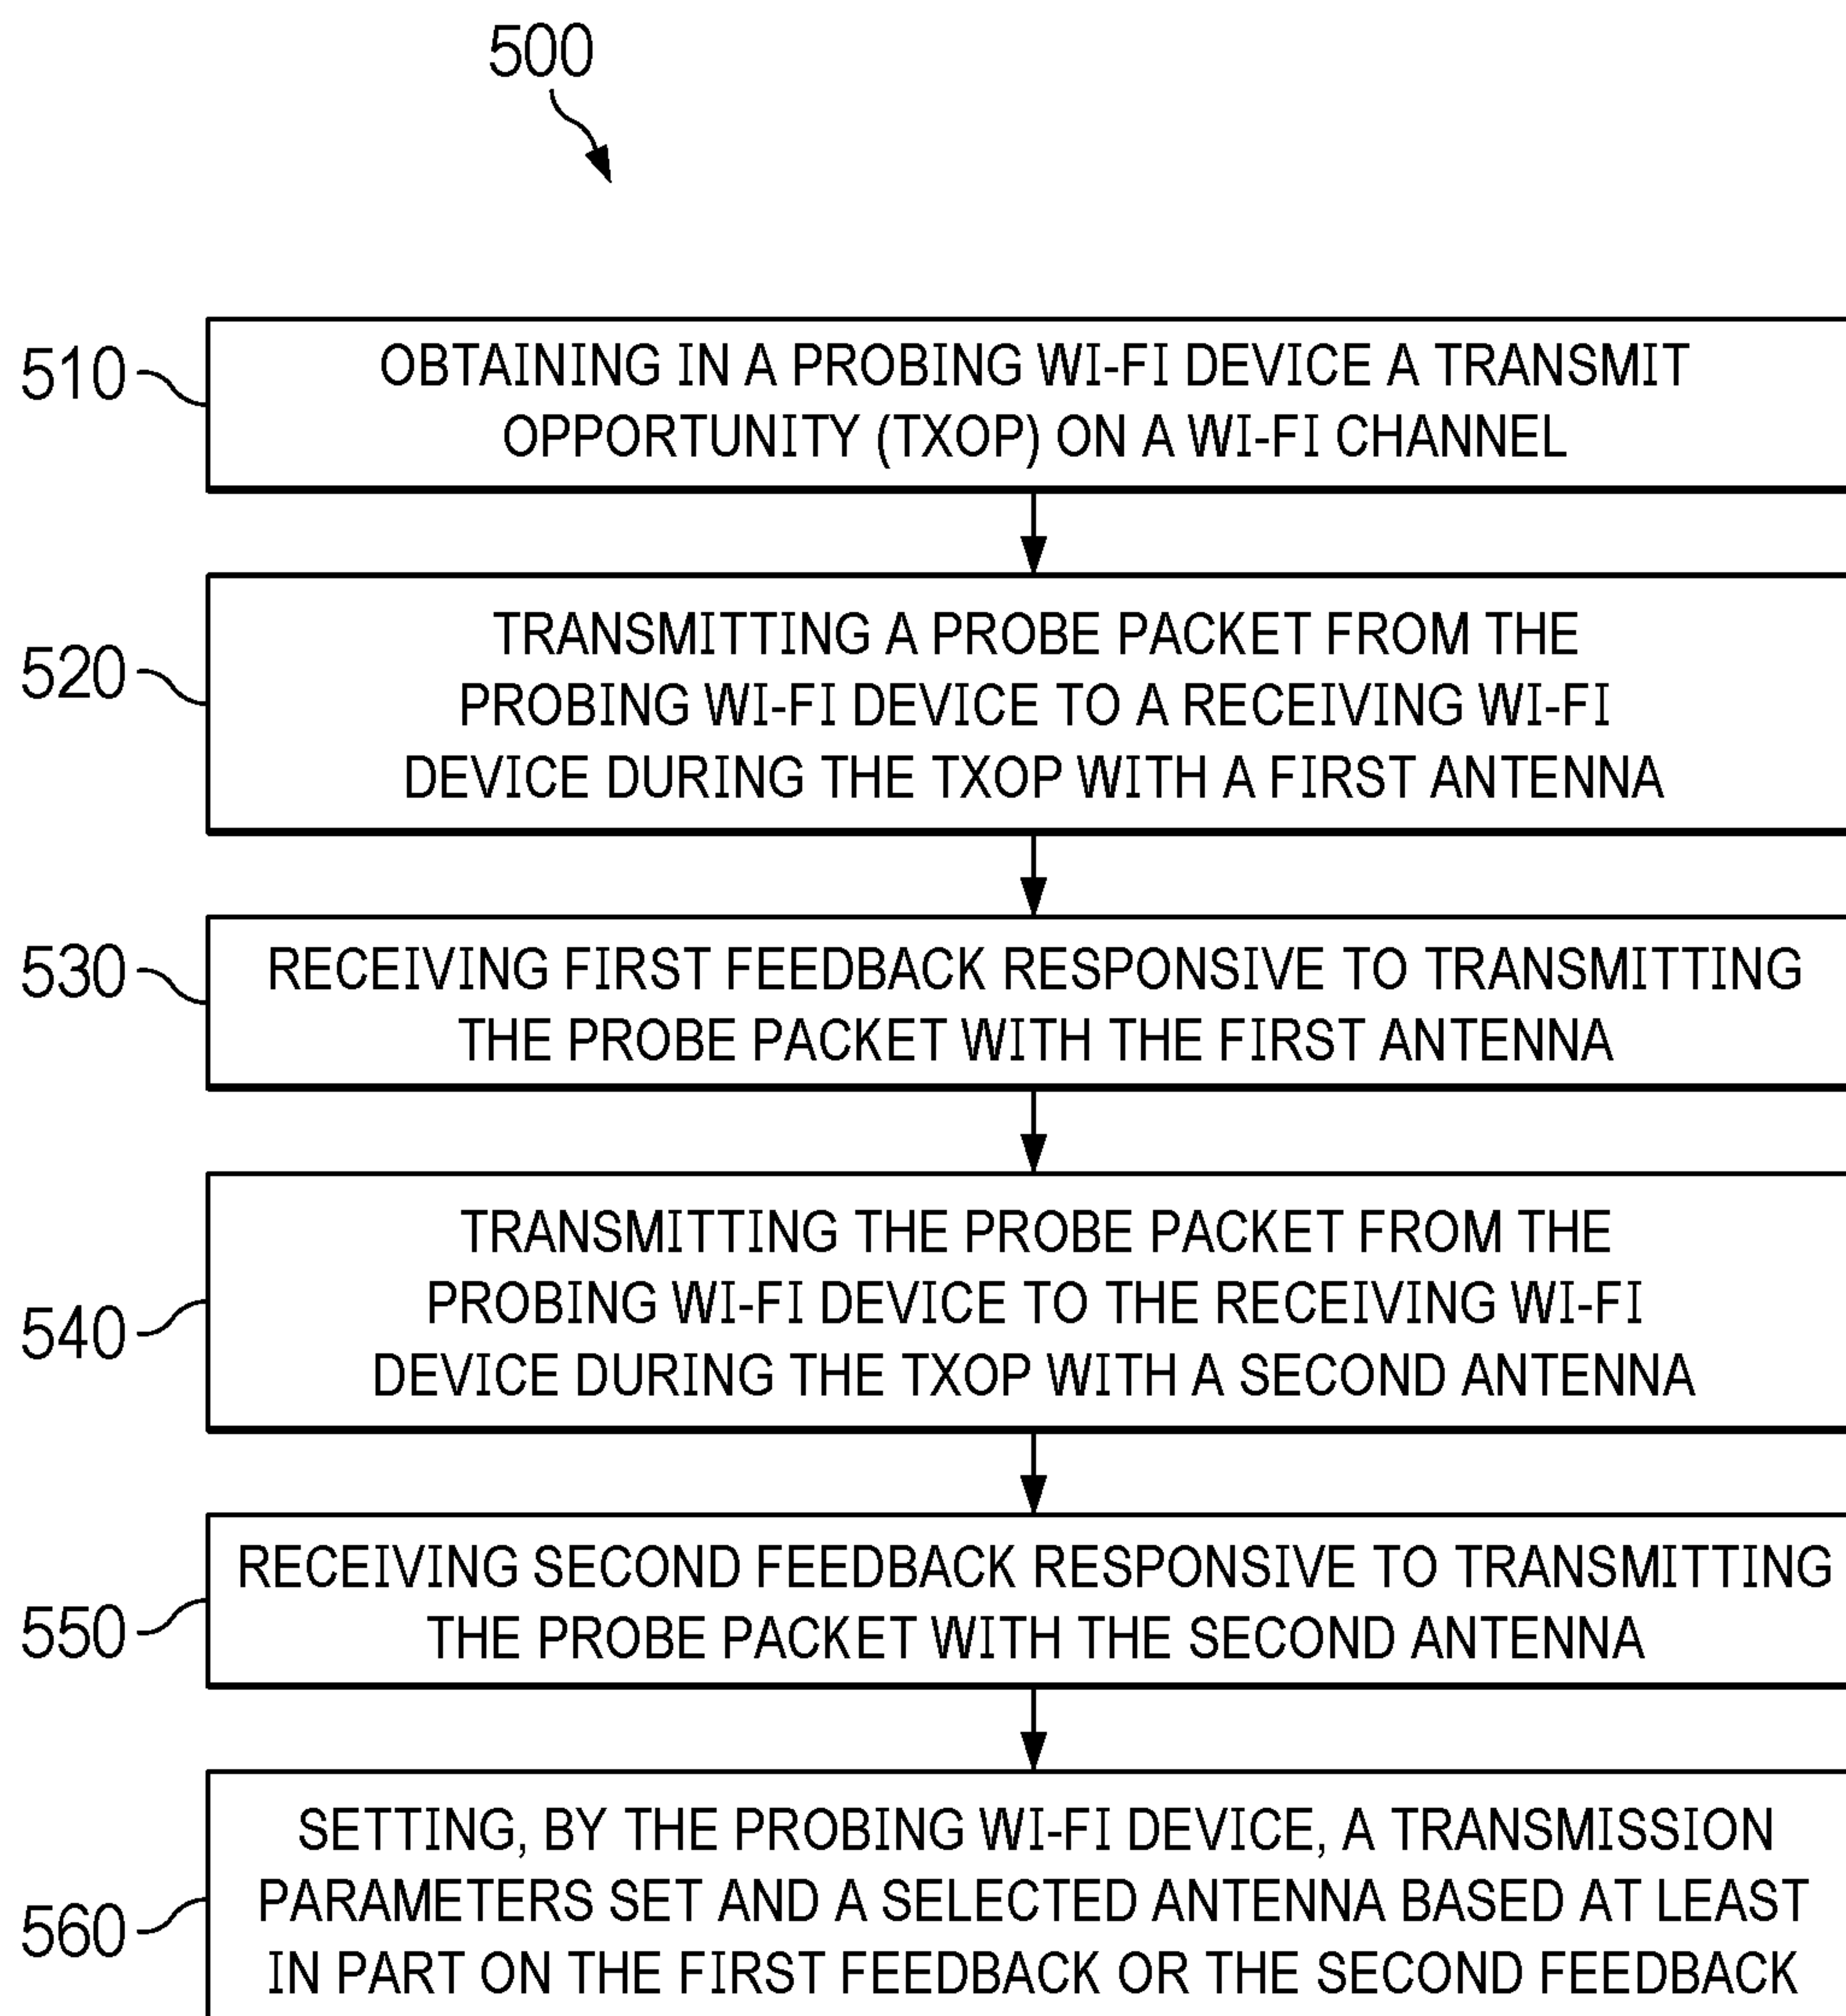 500
510
OBTAINING IN A PROBING WI-FI DEVICE A TRANSMIT
OPPORTUNITY (TXOP) ON A WI-FI CHANNEL
520
TRANSMITTING A PROBE PACKET FROM THE
PROBING WI-FI DEVICE TO A RECEIVING WI-FI
DEVICE DURING THE TXOP WITH A FIRST ANTENNA
530
RECEIVING FIRST FEEDBACK RESPONSIVE TO TRANSMITTING
THE PROBE PACKET WITH THE FIRST ANTENNA
540
TRANSMITTING THE PROBE PACKET FROM THE
PROBING WI-FI DEVICE TO THE RECEIVING WI-FI
DEVICE DURING THE TXOP WITH A SECOND ANTENNA
550
RECEIVING SECOND FEEDBACK RESPONSIVE TO TRANSMITTING
THE PROBE PACKET WITH THE SECOND ANTENNA
560
SETTING, BY THE PROBING WI-FI DEVICE, A TRANSMISSION
PARAMETERS SET AND A SELECTED ANTENNA BASED AT LEAST
IN PART ON THE FIRST FEEDBACK OR THE SECOND FEEDBACK